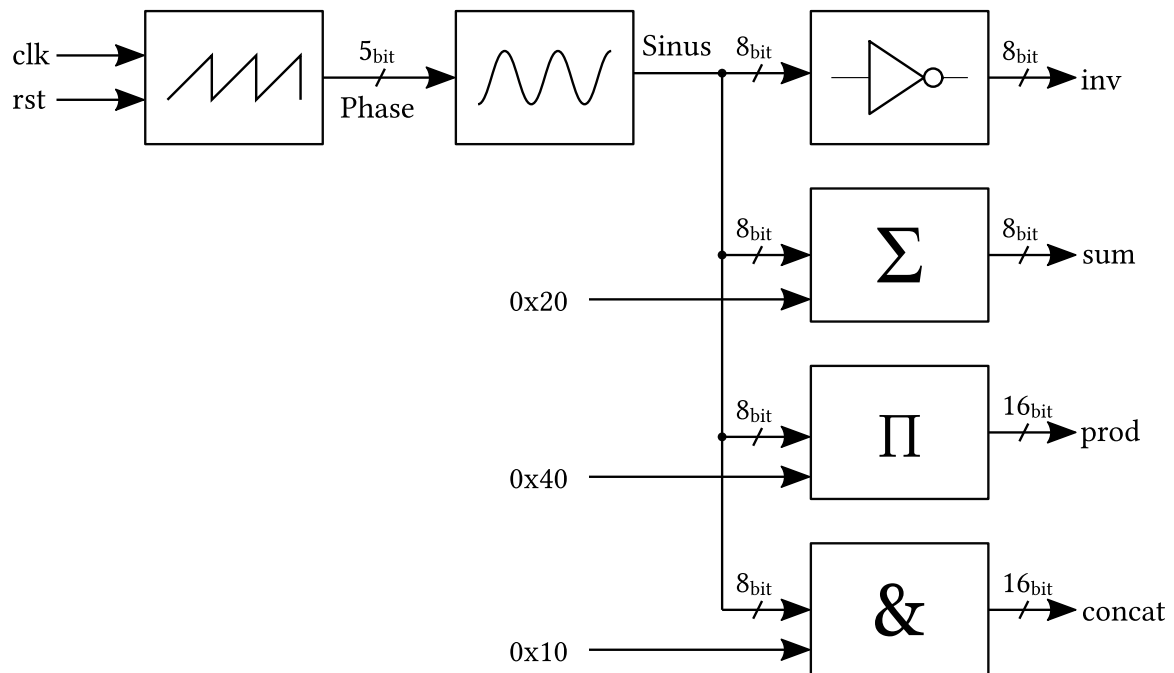 clk
rst
5bit
Phase
Sinus
8bit
8bit
inv
8bit
0x20
Σ
8bit
sum
8bit
0x40
Π
16bit
prod
8bit
0x10
&
16bit
concat